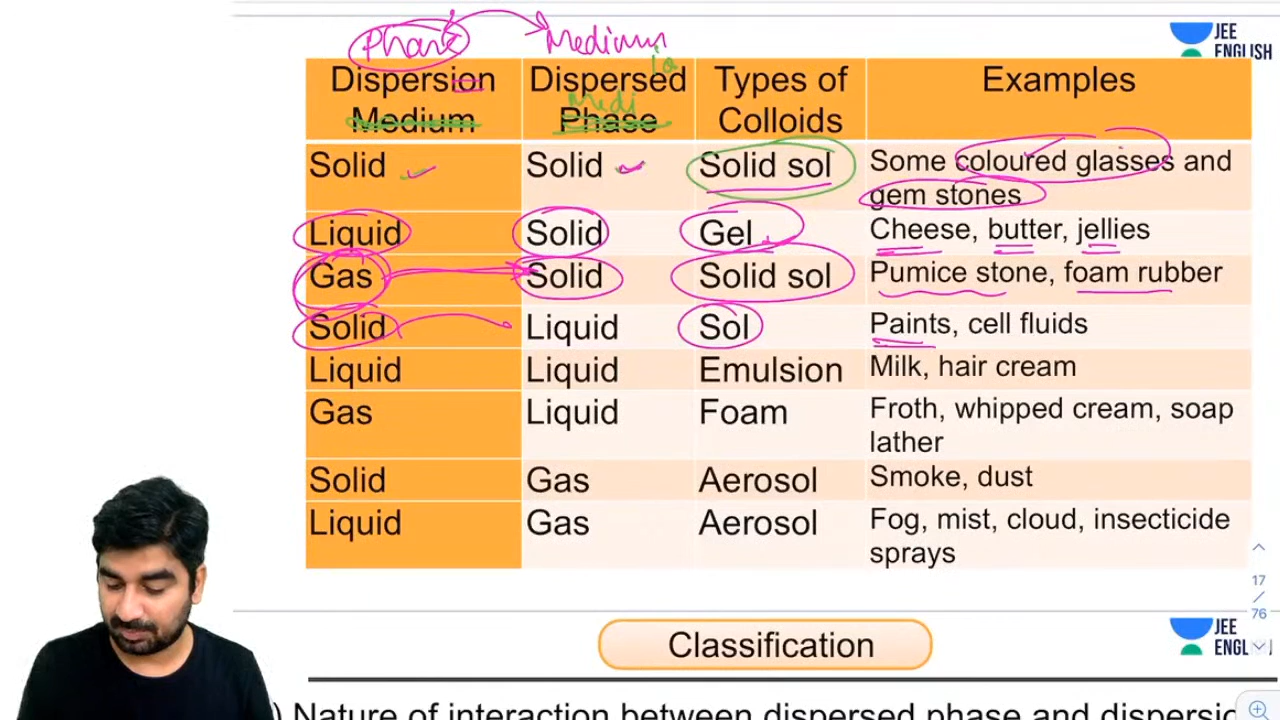 Phase Medium
JEE
ENGLISH
Dispersion Dispersed Types of Examples
Medi
Medium Phase Colloids
Solid Solid Solid sol Some coloured glasses and
gem stones
Liquid Solid Gel Cheese, butter, jellies
Gas Solid Solid sol Pumice stone, foam rubber
Solid Liquid Sol Paints, cell fluids
Liquid Liquid Emulsion Milk, hair cream
Gas Liquid Foam Froth, whipped cream, soap
lather
Solid Gas Aerosol Smoke, dust
Liquid Gas Aerosol Fog, mist, cloud, insecticide
sprays
17
/
76
Classification
JEE
) Nature of interaction between dispersed phase and